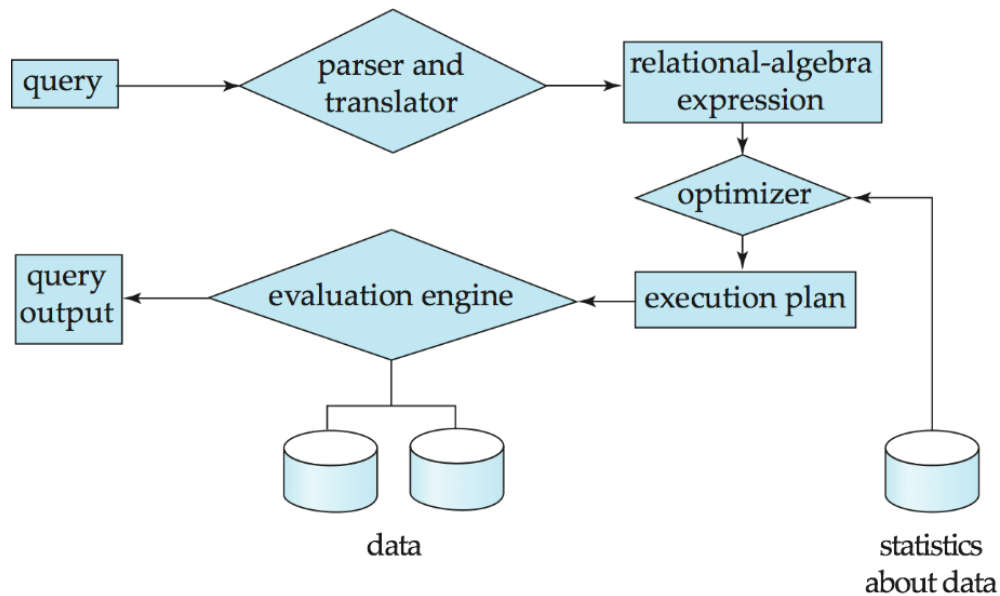 query
parser and
translator
relational-algebra
expression
optimizer
query
output
evaluation engine
execution plan
data
statistics
about data